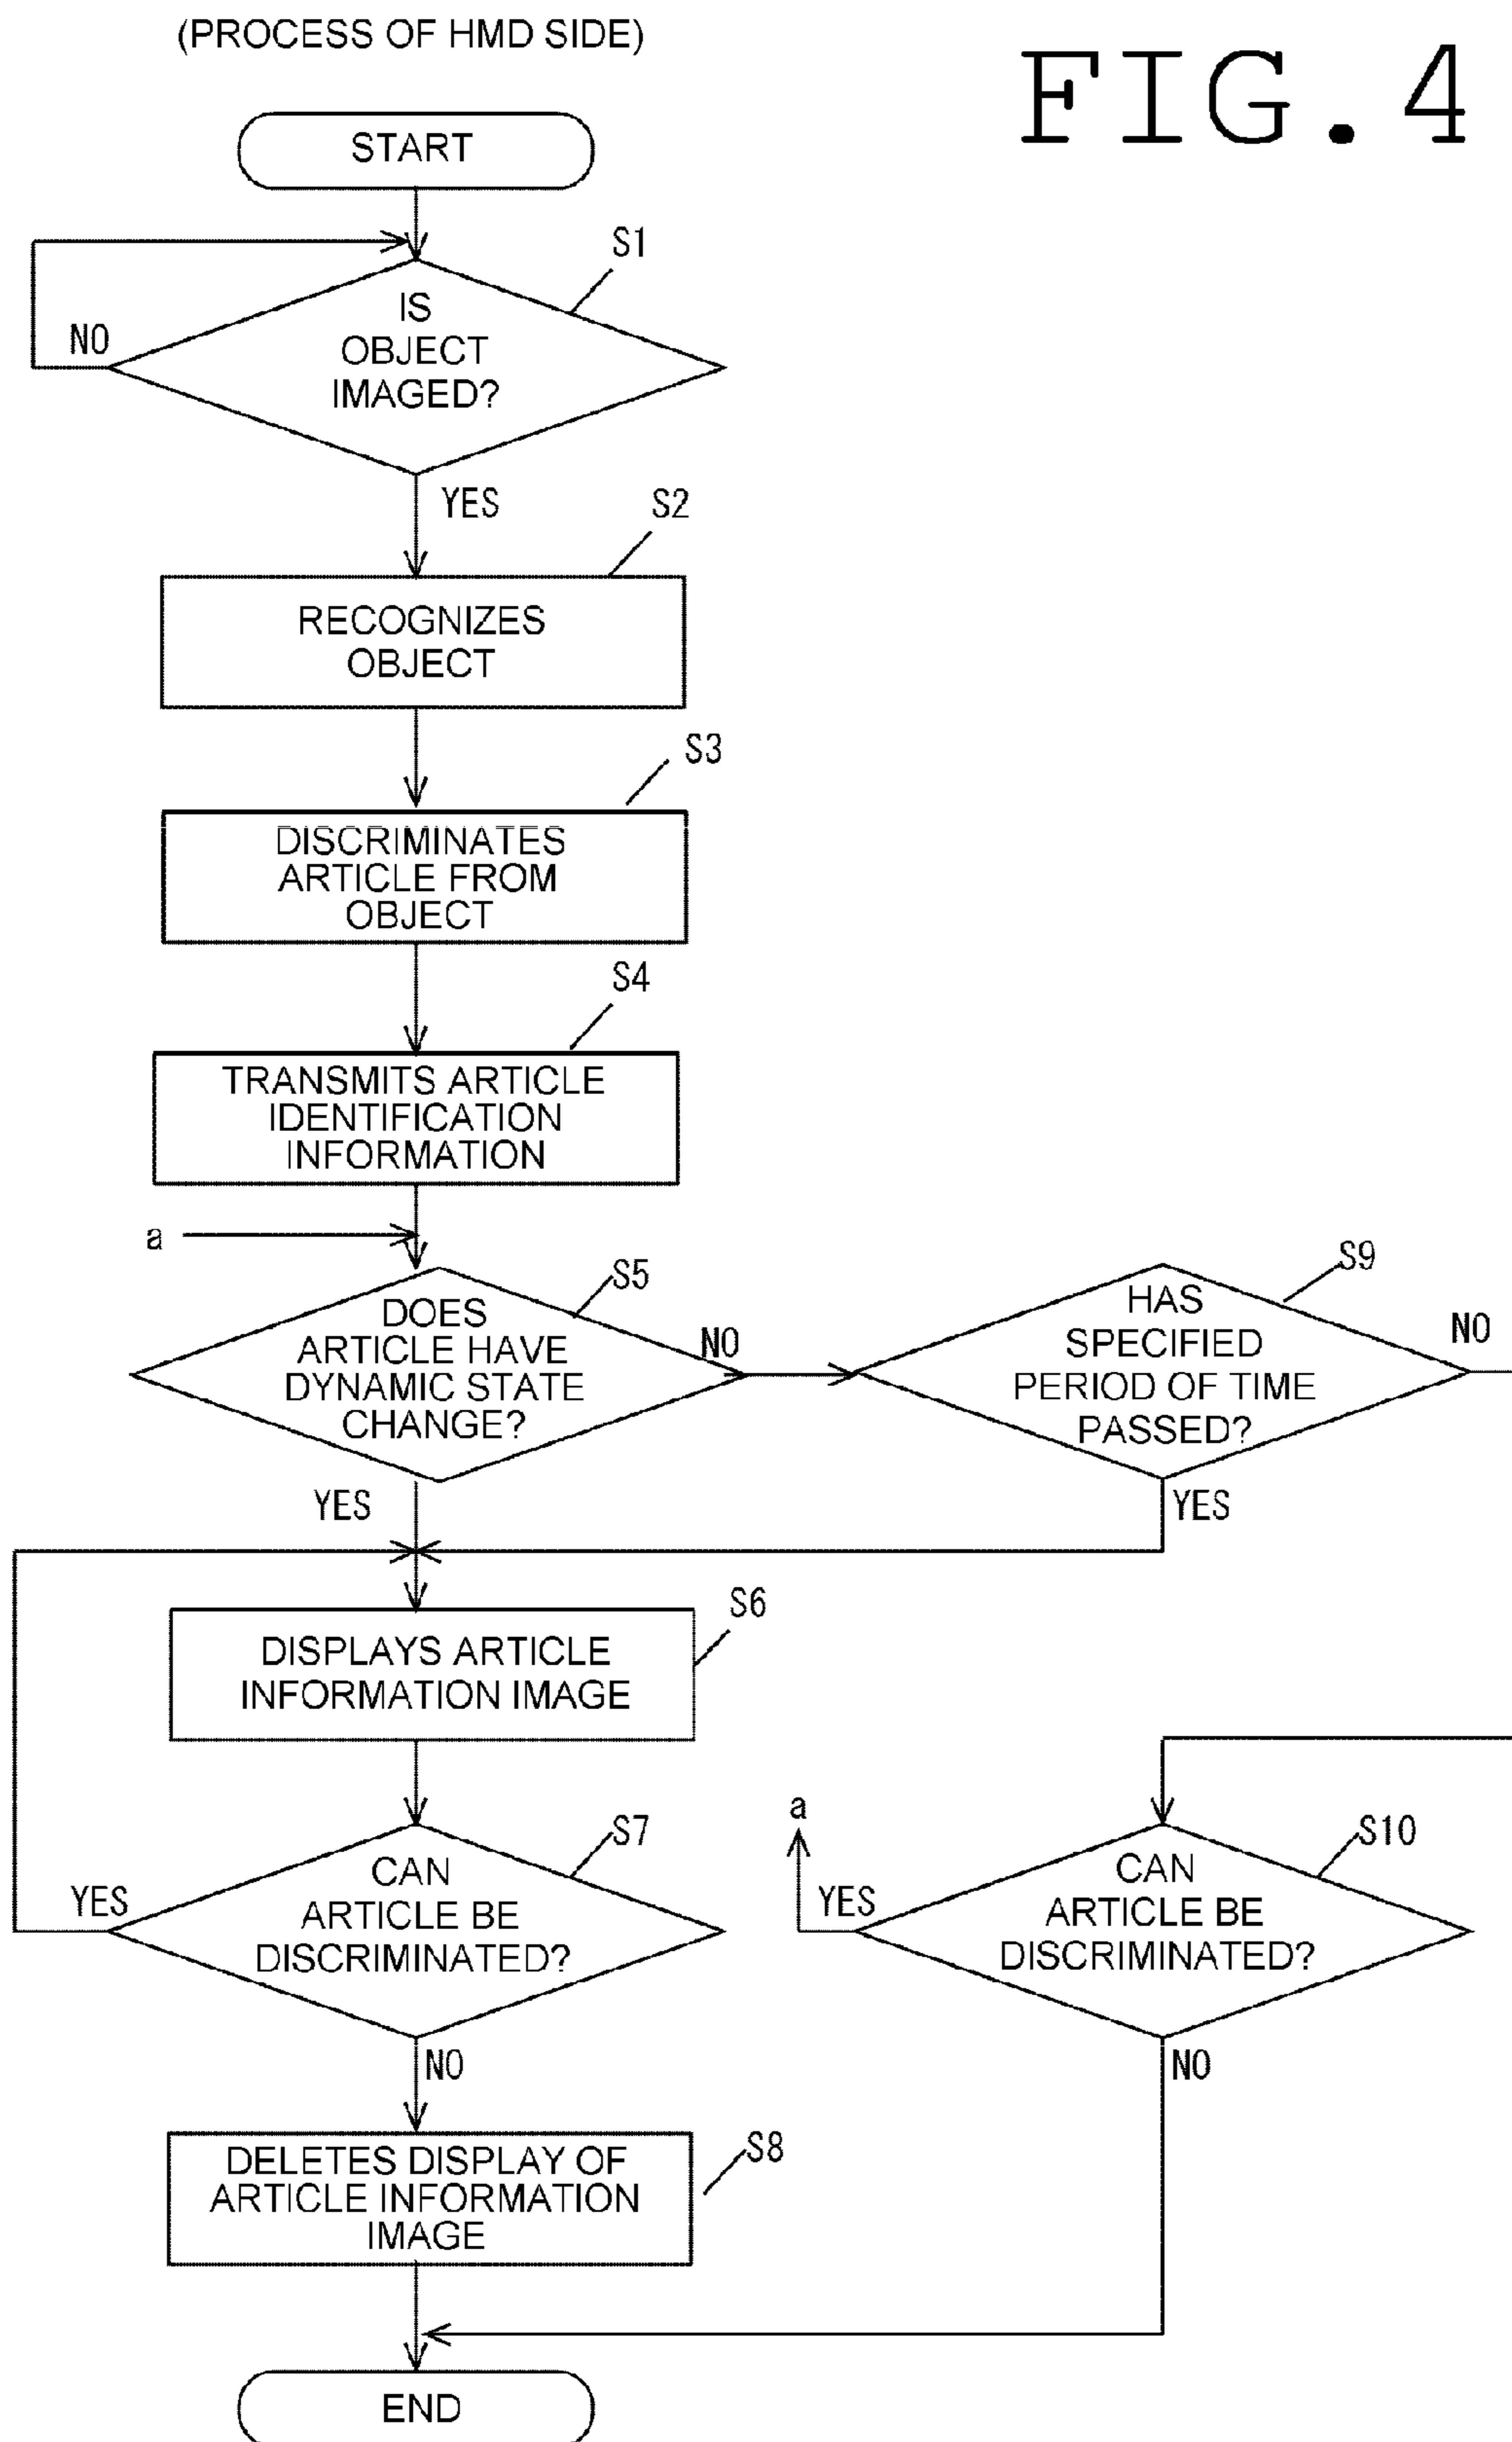 (PROCESS OF HMD SIDE)
FIG.4
START
S1
IS
OBJECT
IMAGED?
NO
YES
S2
RECOGNIZES
OBJECT
S3
DISCRIMINATES
ARTICLE FROM
OBJECT
S4
TRANSMITS ARTICLE
IDENTIFICATION
INFORMATION
a
S5
DOES
ARTICLE HAVE
DYNAMIC STATE
CHANGE?
NO
YES
S9
HAS
SPECIFIED
PERIOD OF TIME
PASSED?
NO
YES
S6
DISPLAYS ARTICLE
INFORMATION IMAGE
S7
CAN
ARTICLE BE
DISCRIMINATED?
YES
NO
a
S10
CAN
ARTICLE BE
DISCRIMINATED?
YES
NO
S8
DELETES DISPLAY OF
ARTICLE INFORMATION
IMAGE
END